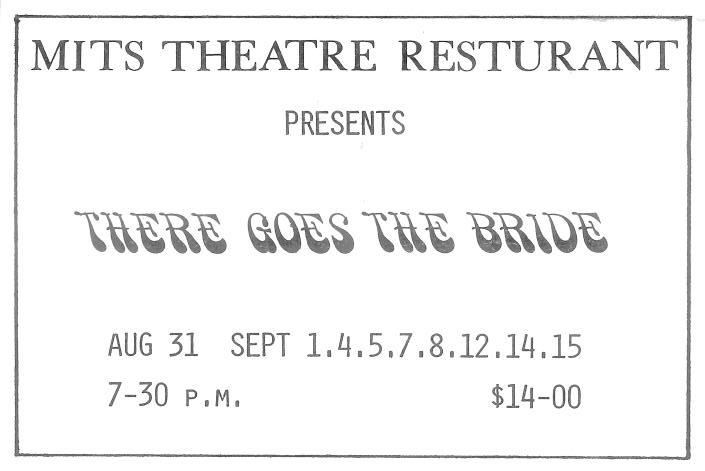 MITS THEATRE RESTURANT
PRESENTS
THERE GOES THE BRIDE
AUG 31 SEPT 1.4.5.7.8.12.14.15
7-30 P.M. $14-00